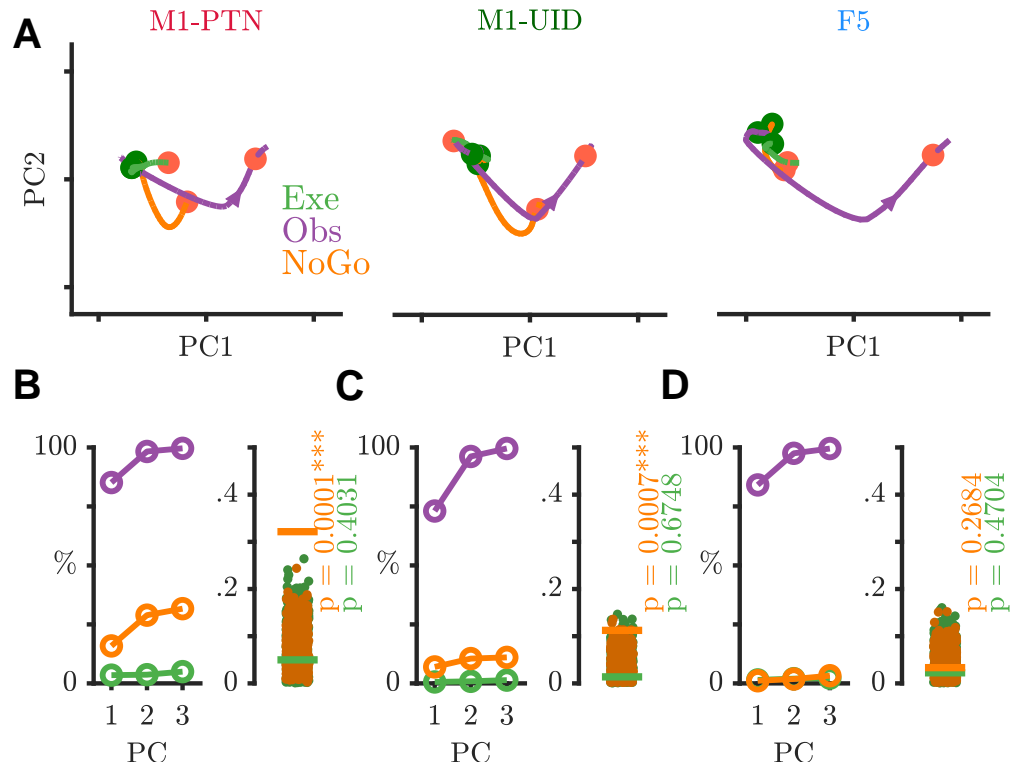 A
M1-PTN
M1-UID
F5
PC2
Exe
Obs
NoGo
PC1
PC1
PC1
B
C
D
100
%
0
1 2 3
PC
.4
.2
0
p = 0.0001***
p = 0.4031
100
%
0
1 2 3
PC
.4
.2
0
p = 0.0007***
p = 0.6748
100
%
0
1 2 3
PC
.4
.2
0
p = 0.2684
p = 0.4704